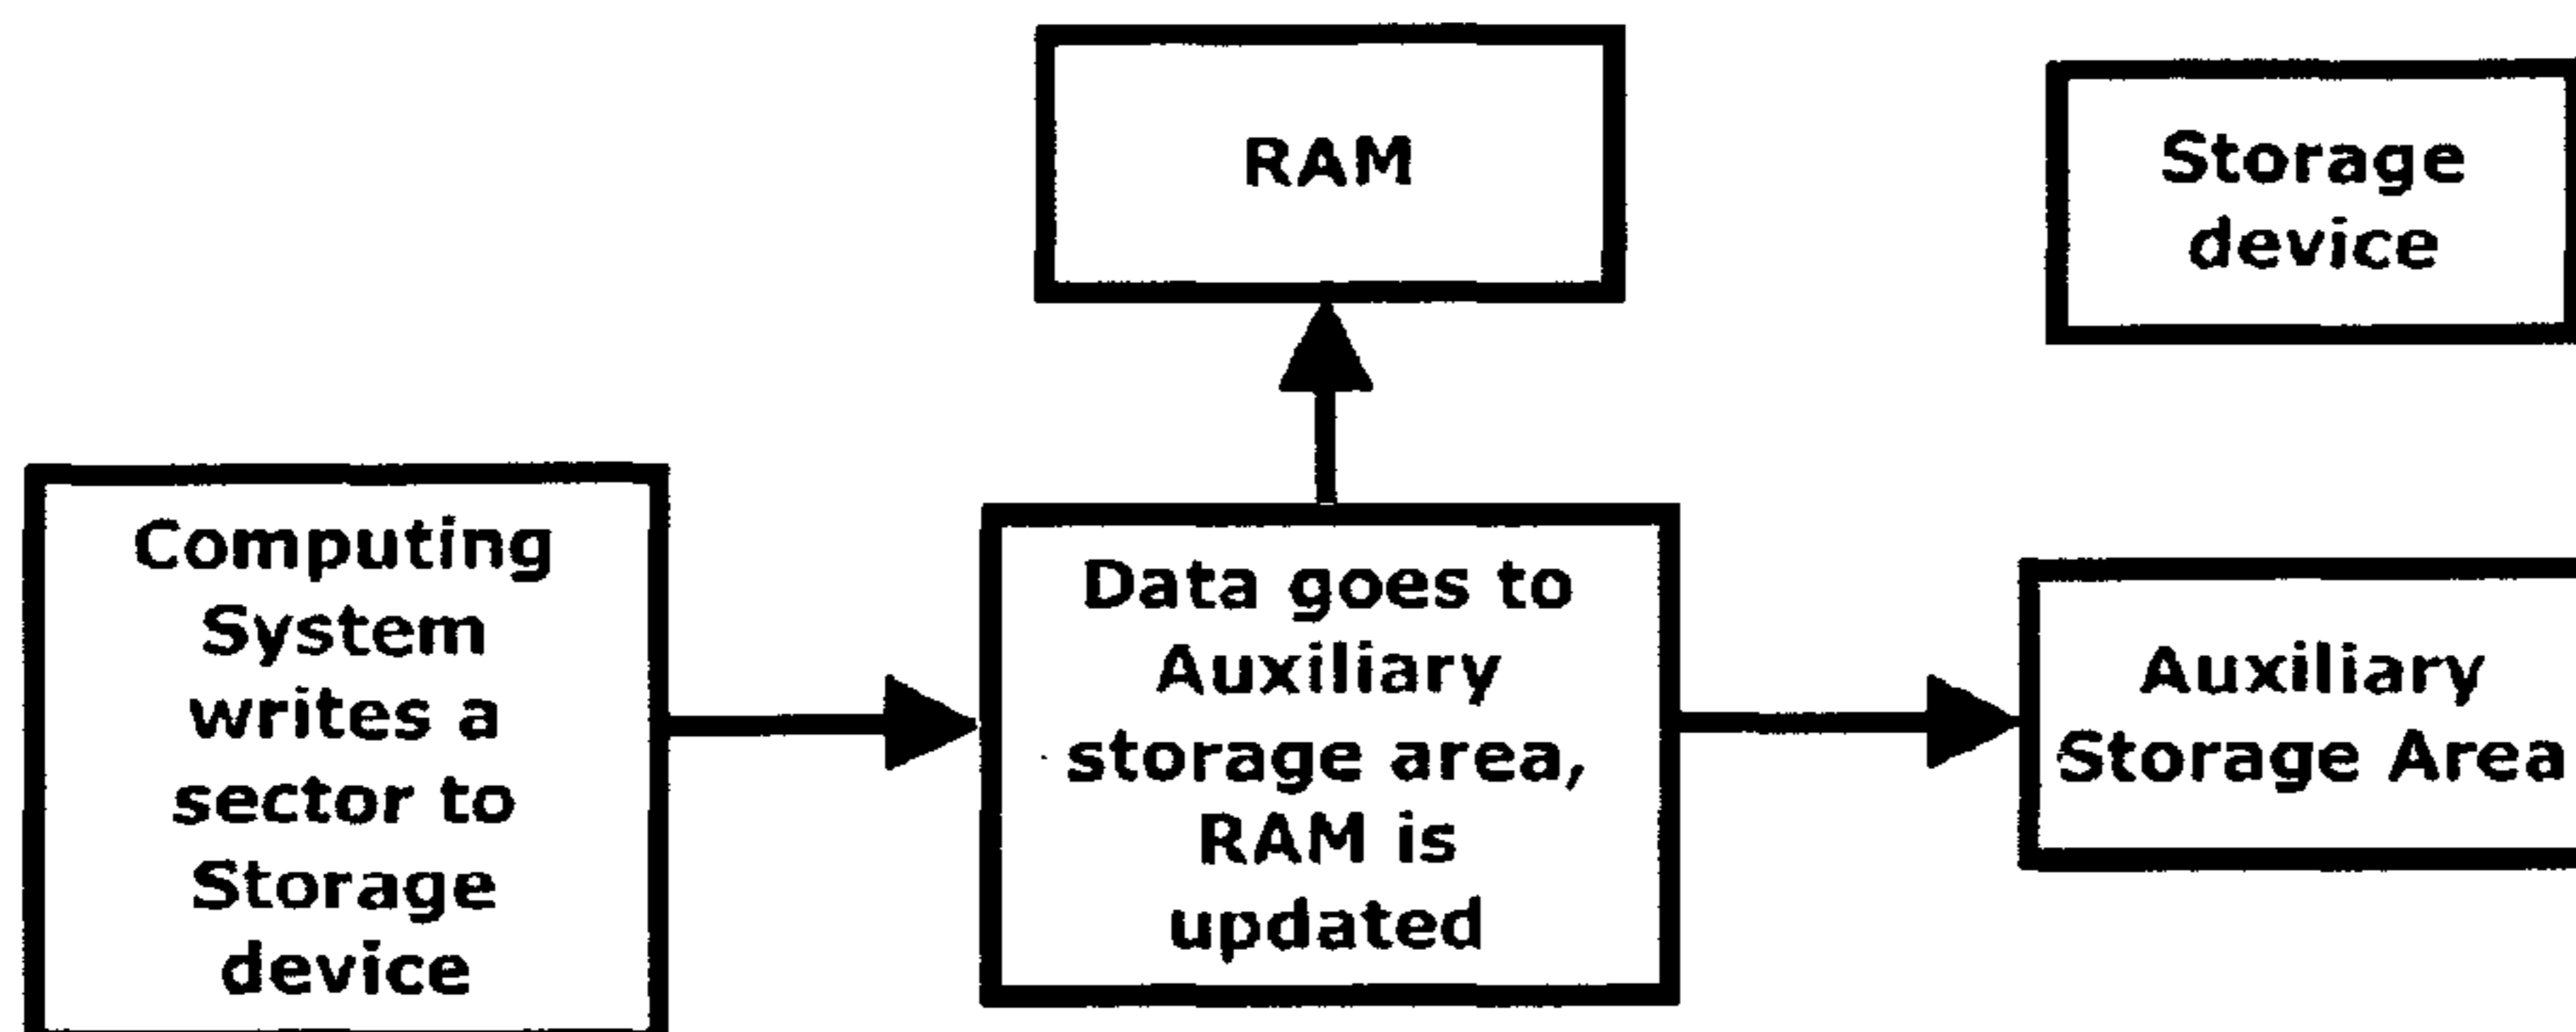 RAM
Storage
device
Computing
System
writes a
sector to
Storage
device
Data goes to
Auxiliary
storage area,
RAM is
updated
Auxiliary
Storage Area